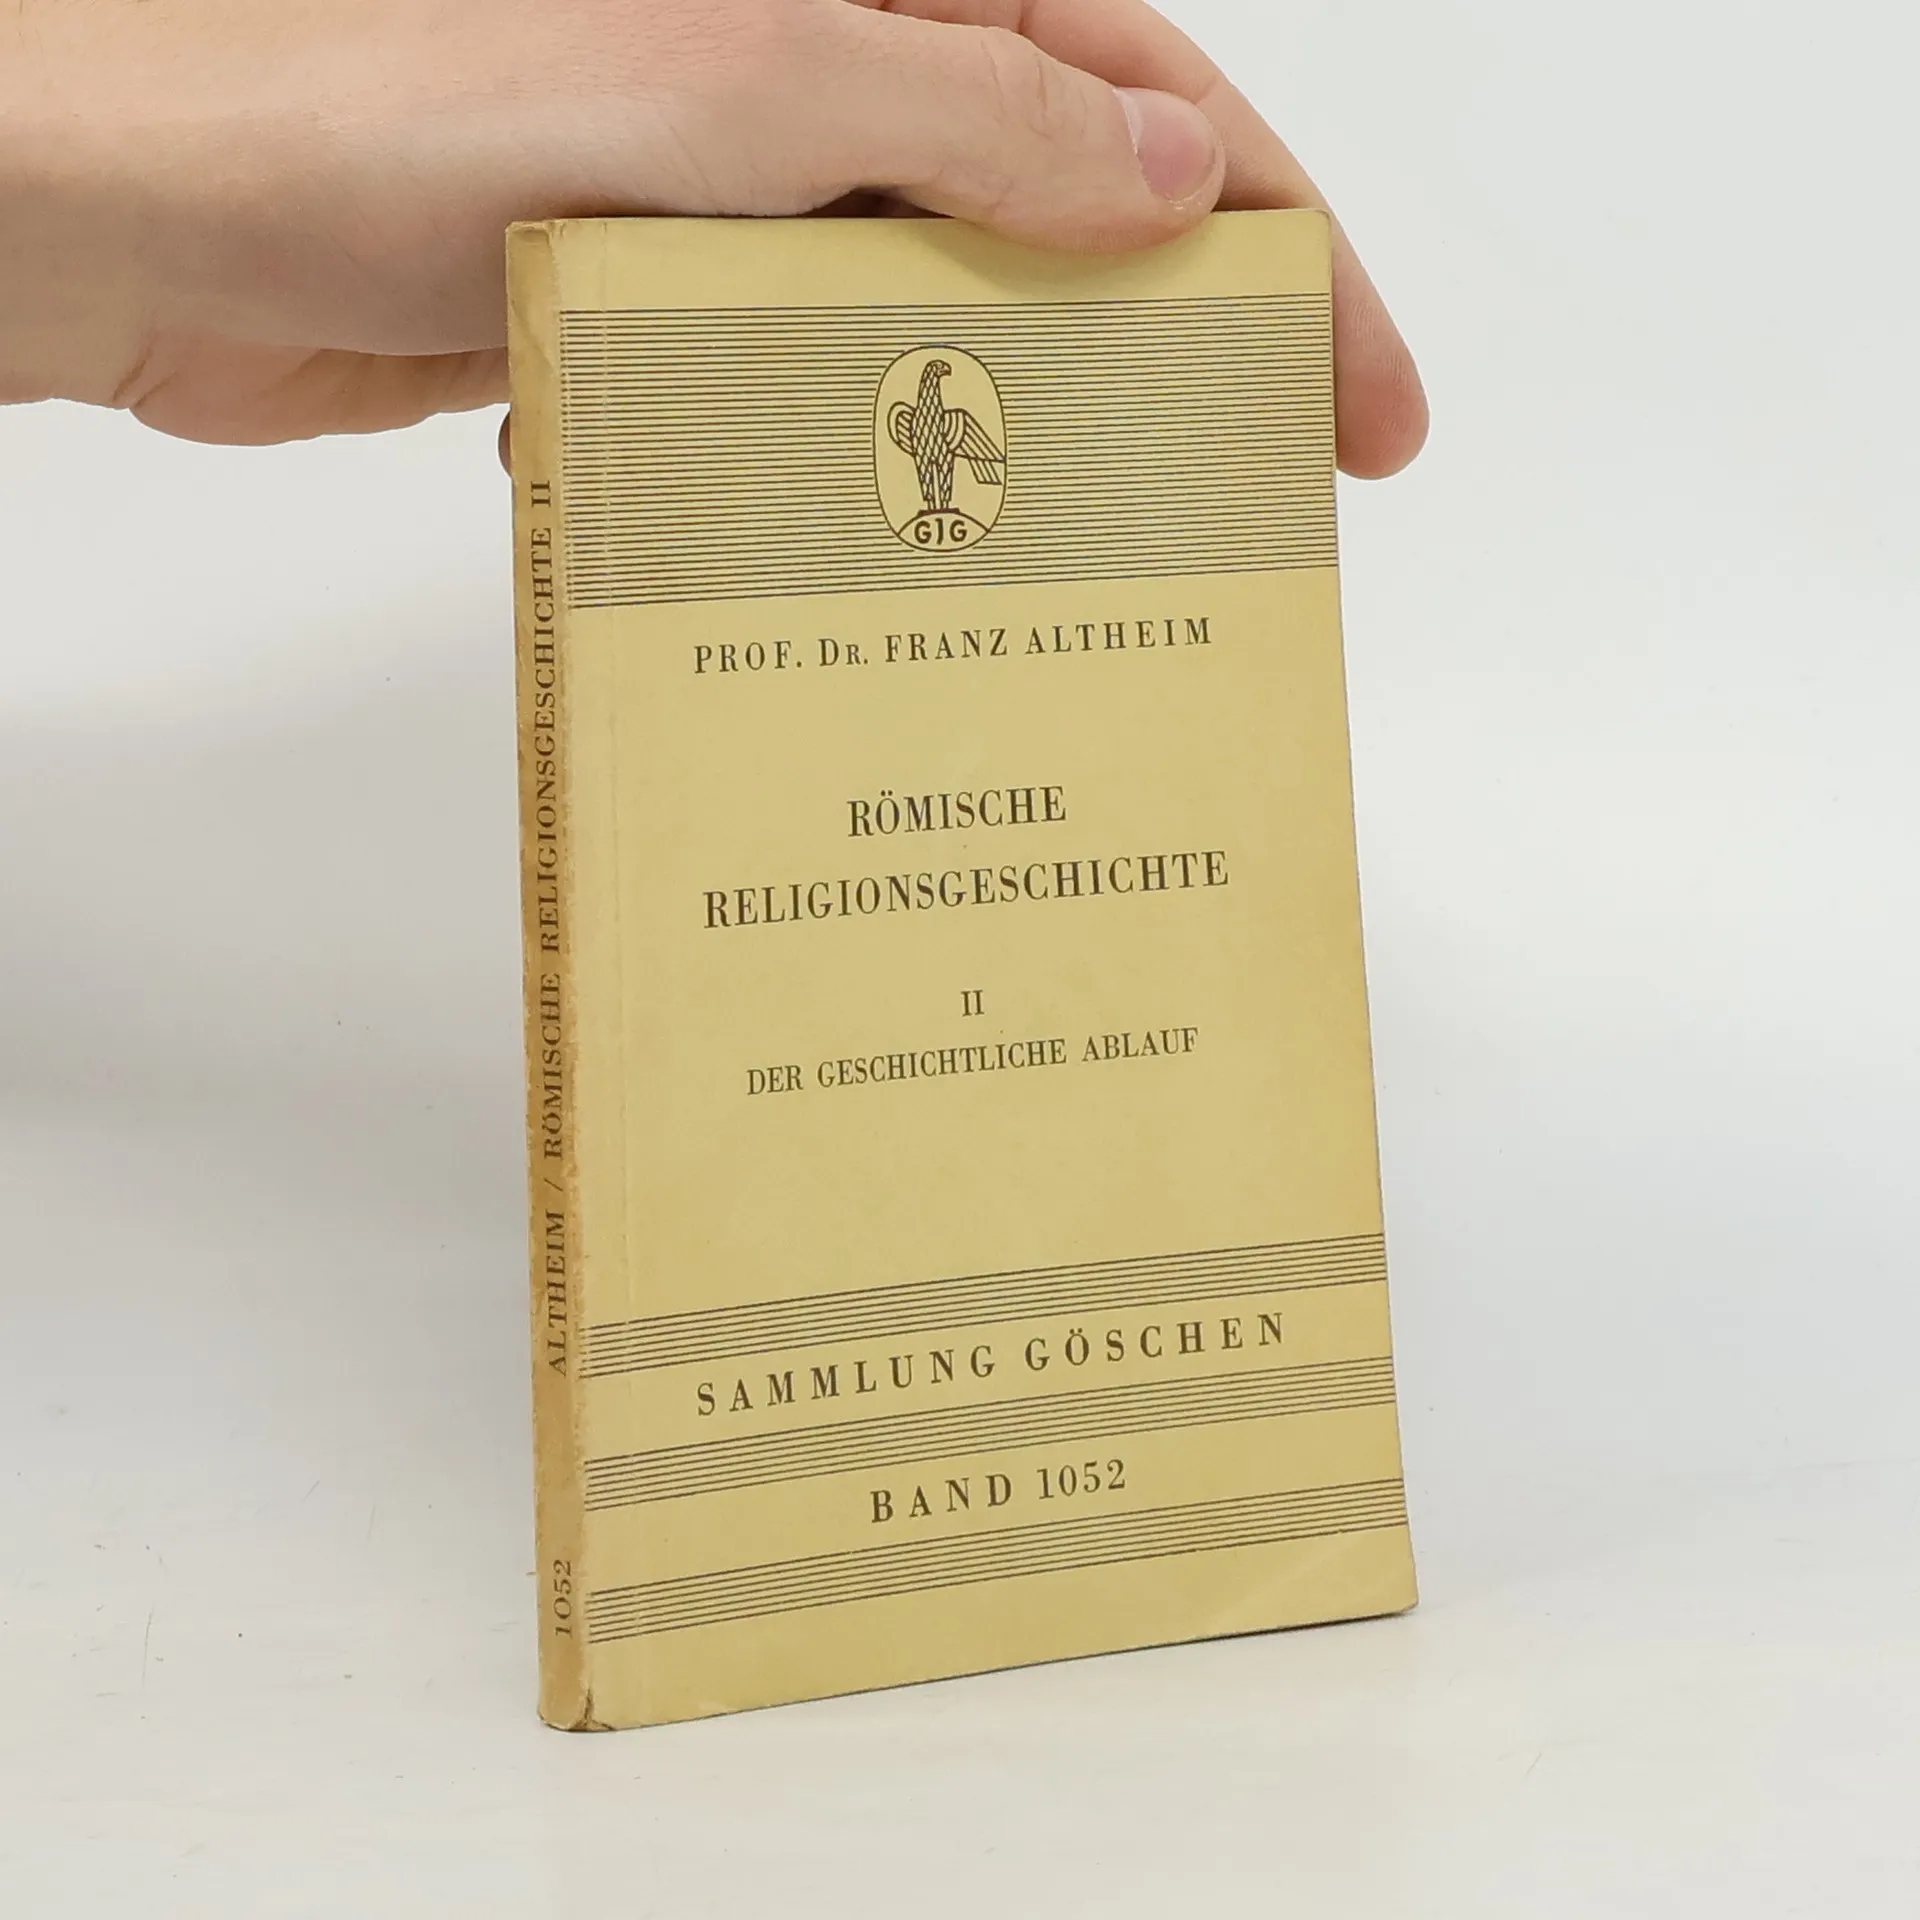 GJG
PROF. DR. FRANZ ALTHEIM
RÖMISCHE
RELIGIONSGESCHICHTE
II
DER GESCHICHTLICHE ABLAUF
SAMMLUNG GÖSCHEN
BAND 1052
ALTHEIM / RÖMISCHE RELIGIONSGESCHICHTE II
1052